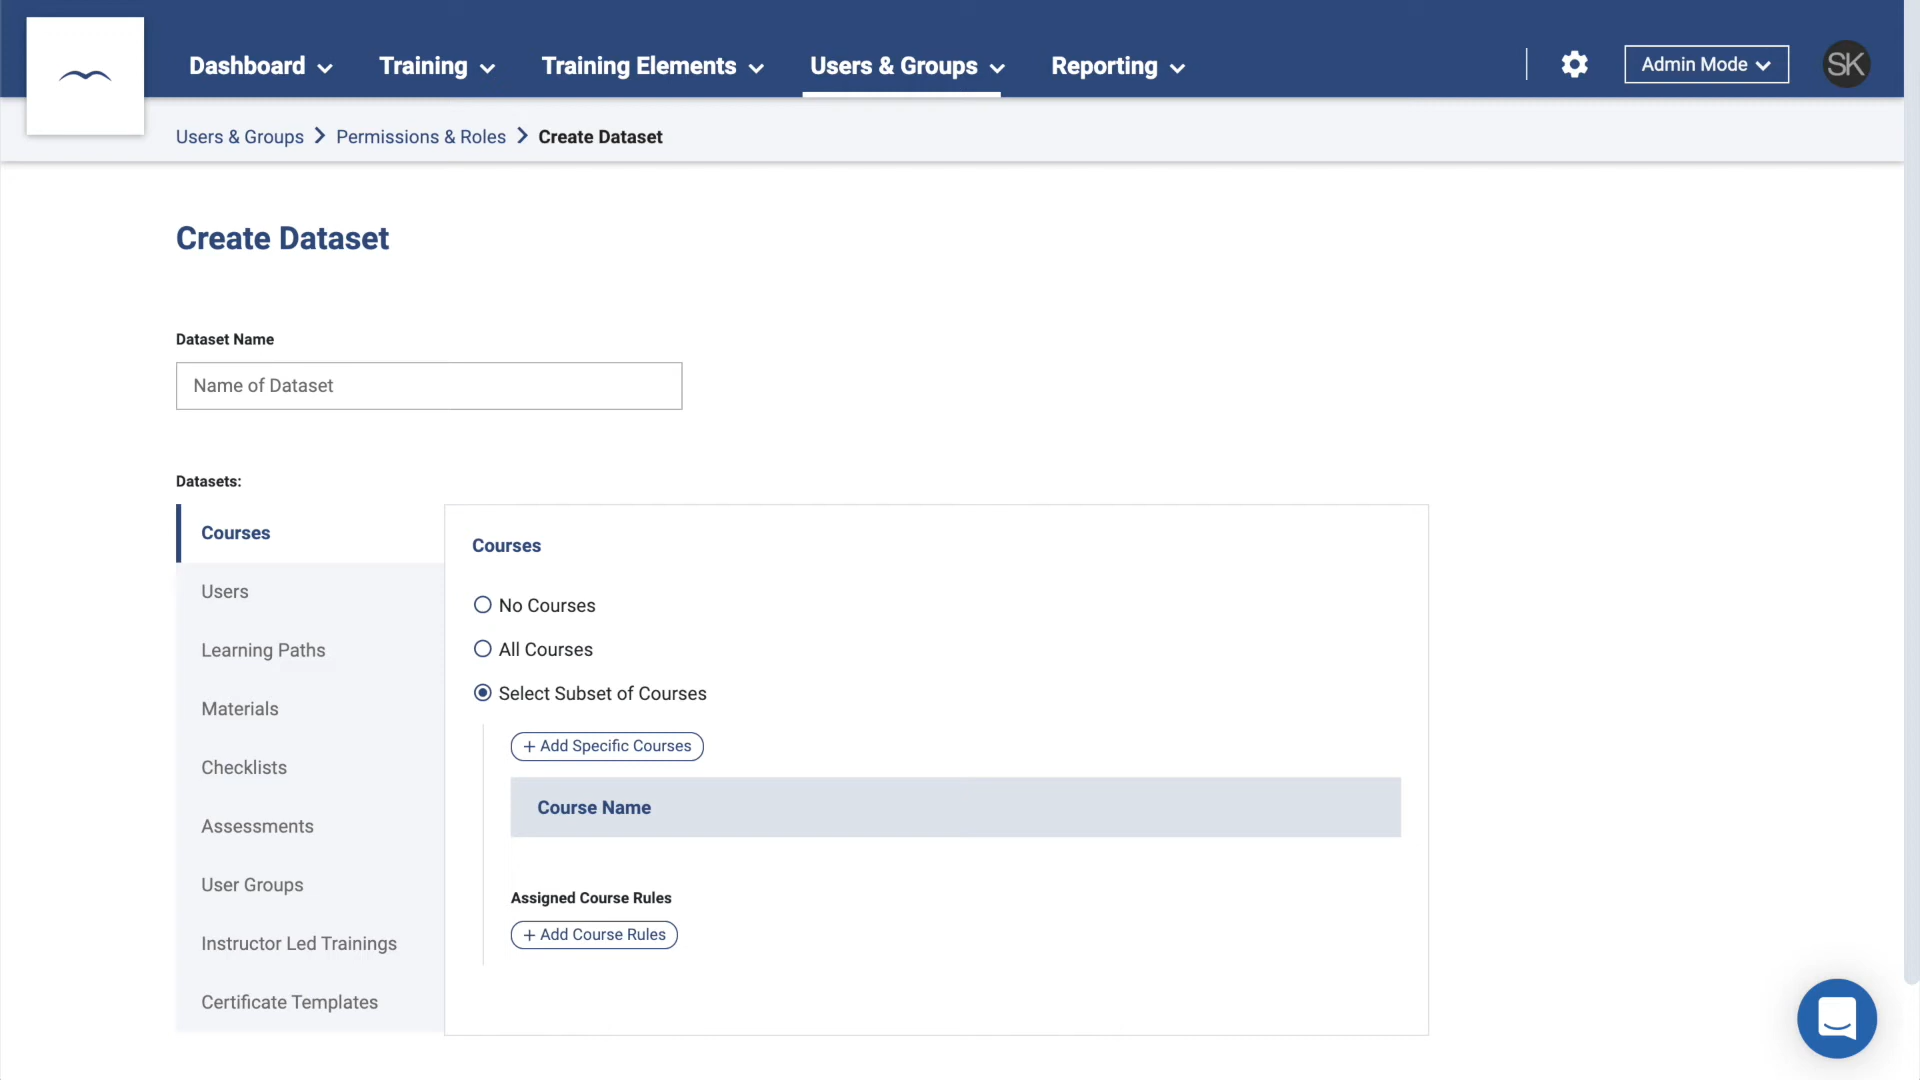 Dashboard Training Training Elements Users & Groups Reporting Admin Mode SK
Users & Groups Permissions & Roles Create Dataset
Create Dataset
Dataset Name
Name of Dataset
Datasets:
Courses
Users
Learning Paths
Materials
Checklists
Assessments
User Groups
Instructor Led Trainings
Certificate Templates
Courses
No Courses
All Courses
Select Subset of Courses
+ Add Specific Courses
Course Name
Assigned Course Rules
+ Add Course Rules